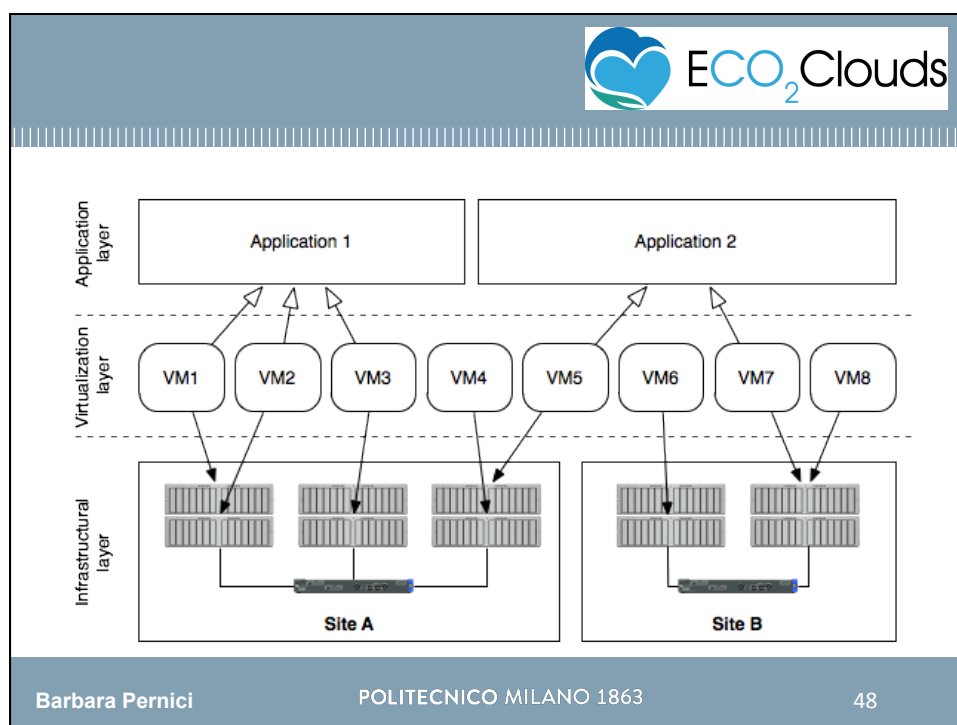 ECO2Clouds
Application layer
Application 1
Application 2
Virtualization layer
VM1
VM2
VM3
VM4
VM5
VM6
VM7
VM8
Infrastructural layer
Site A
Site B
Barbara Pernici
POLITECNICO MILANO 1863
48